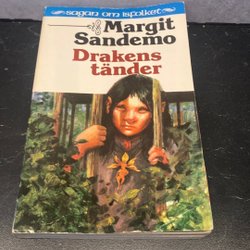 sagan om isfolket
Margit
Sandemo
Drakens
tänder